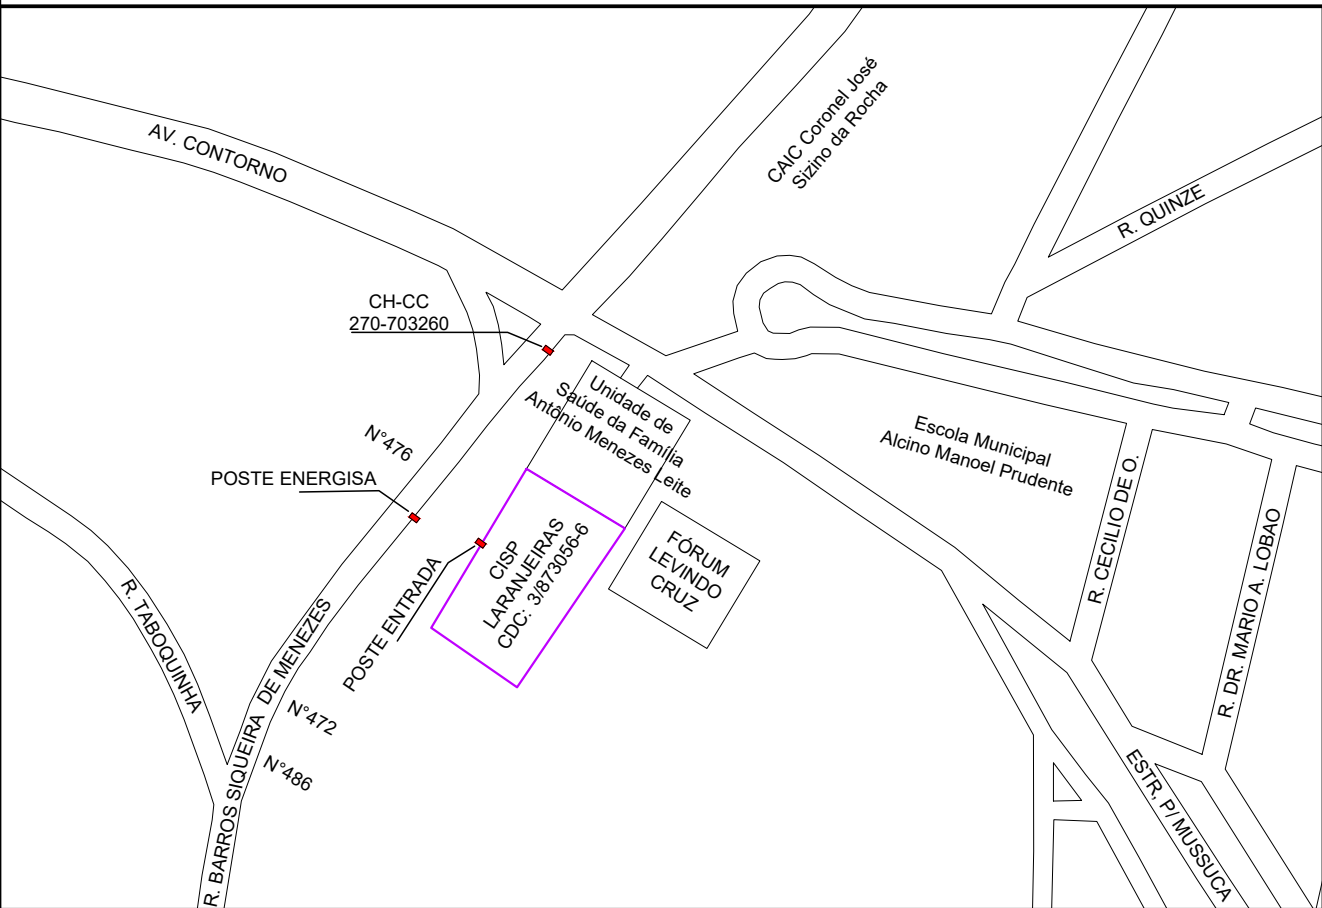 CAIC Coronel José
Sizino da Rocha
AV. CONTORNO
R. QUINZE
CH-CC
270-703260
Unidade de
Saúde da Família
Antônio Menezes Leite
Escola Municipal
Alcino Manoel Prudente
N°476
POSTE ENERGISA
CISP
LARANJEIRAS
CDC: 3/873056-6
FÓRUM
LEVINDO
CRUZ
POSTE ENTRADA
R. CECILIO DE O.
R. DR. MARIO A. LOBAO
R. TABOQUINHA
R. BARROS SIQUEIRA DE MENEZES
N°472
N°486
ESTR, P/ MUSSUCA